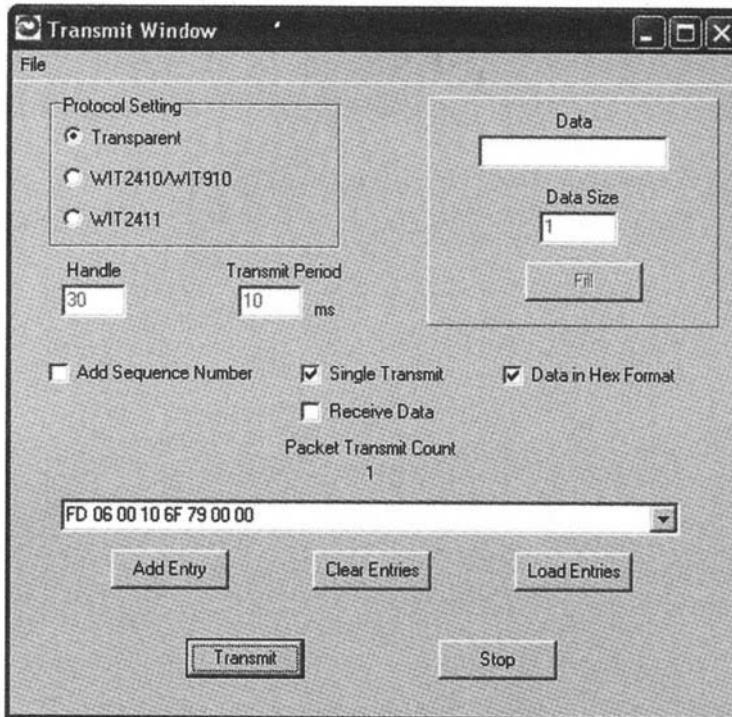 Transmit Window
File
Protocol Setting
Transparent
WIT2410/WIT910
WIT2411
Data
Data Size
1
Fill
Handle
30
Transmit Period
10
ms
Add Sequence Number
Single Transmit
Data in Hex Format
Receive Data
Packet Transmit Count
1
FD 06 00 10 6F 79 00 00
Add Entry
Clear Entries
Load Entries
Transmit
Stop